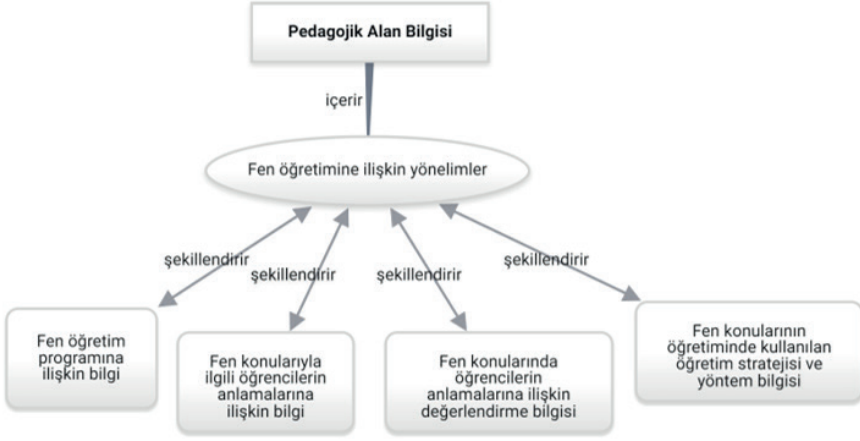 Pedagojik Alan Bilgisi
içerir
Fen öğretimine ilişkin yönelimler
şekillendirir
şekillendirir
şekillendirir
şekillendirir
Fen öğretim
programına
ilişkin bilgi
Fen konularıyla
ilgili öğrencilerin
anlamalarına
ilişkin bilgi
Fen konularında
öğrencilerin
anlamalarına ilişkin
değerlendirme bilgisi
Fen konularının
öğretiminde kullanılan
öğretim stratejisi ve
yöntem bilgisi